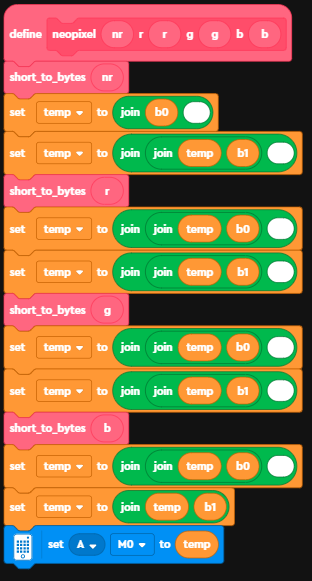 define neopixel nr r r g g b b
short_to_bytes nr
set temp to join b0
set temp to join join temp b1
short_to_bytes r
set temp to join join temp b0
set temp to join join temp b1
short_to_bytes g
set temp to join join temp b0
set temp to join join temp b1
short_to_bytes b
set temp to join join temp b0
set temp to join temp b1
set A M0 to temp